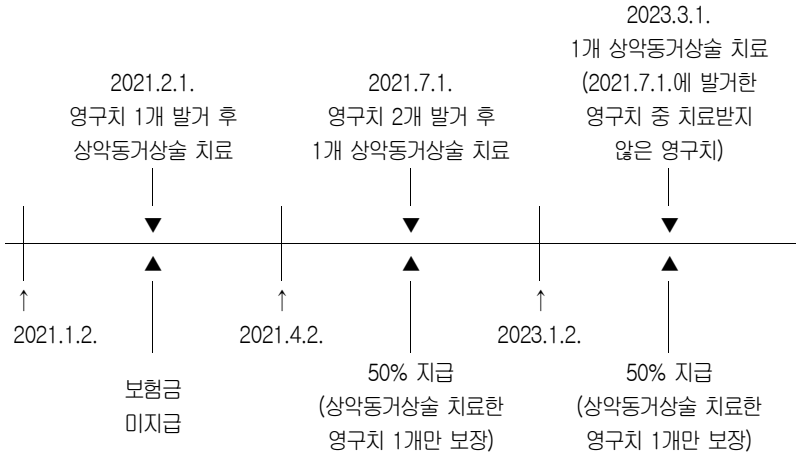 2021.2.1.
영구치 1개 발거 후
상악동거상술 치료
2021.7.1.
영구치 2개 발거 후
1개 상악동거상술 치료
2023.3.1.
1개 상악동거상술 치료
(2021.7.1.에 발거한
영구치 중 치료받지
않은 영구치)
2021.1.2.
2021.4.2.
2023.1.2.
보험금
미지급
50% 지급
(상악동거상술 치료한
영구치 1개만 보장)
50% 지급
(상악동거상술 치료한
영구치 1개만 보장)